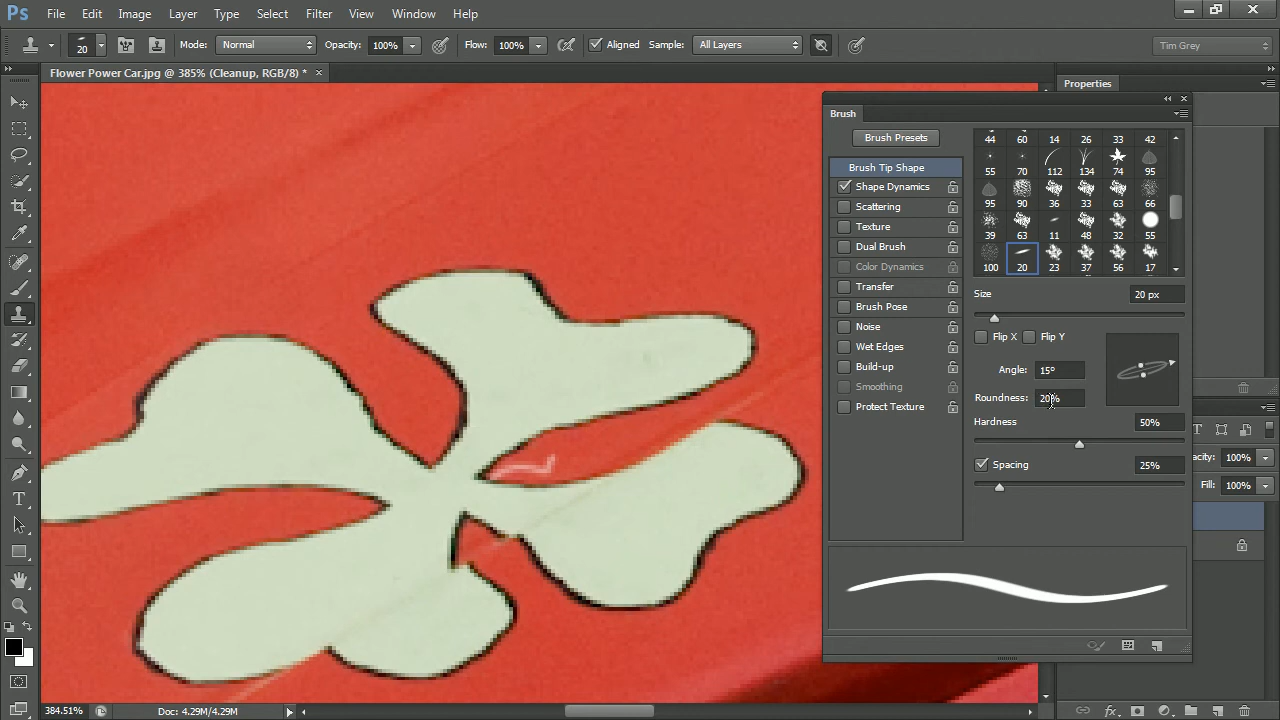 Ps File Edit Image Layer Type Select Filter View Window Help
20 Mode: Normal Opacity: 100% Flow: 100% Aligned Sample: All Layers Tim Grey
Flower Power Car.jpg @ 385% (Cleanup, RGB/8) * ×
Properties
Brush
Brush Presets
Brush Tip Shape
Shape Dynamics
Scattering
Texture
Dual Brush
Color Dynamics
Transfer
Brush Pose
Noise
Wet Edges
Build-up
Smoothing
Protect Texture
44 60 14 26 33 42
55 70 112 134 74 95
95 90 36 33 63 66
39 63 11 48 32 55
100 20 23 37 56 17
Size 20 px
Flip X Flip Y
Angle: 15º
Roundness: 20%
Hardness 50%
Spacing 25%
T
acity: 100%
Fill: 100%
T
fx
384.51% Doc: 4.29M/4.29M